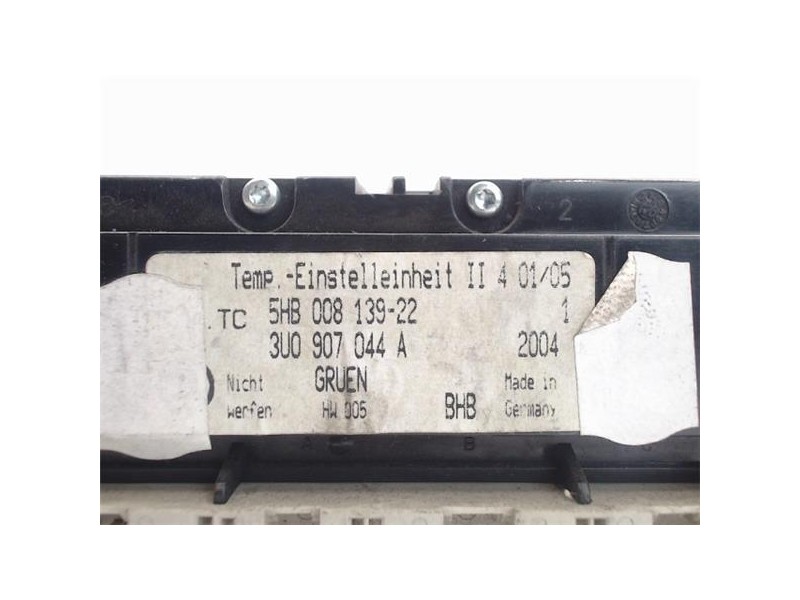 2
Temp.-Einstelleinheit II 4 01/05
.TC 5HB 008 139-22 1
3U0 907 044 A 2004
Nicht GRUEN Made in
werfen HW 005 BHB Germany
A B